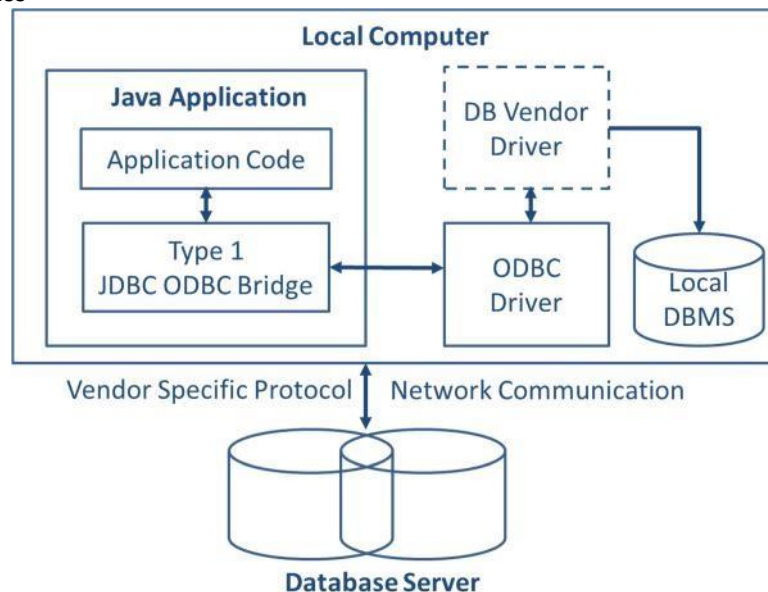 Local Computer
Java Application
DB Vendor
Driver
Application Code
Type 1
JDBC ODBC Bridge
ODBC
Driver
Local
DBMS
Vendor Specific Protocol
Network Communication
Database Server